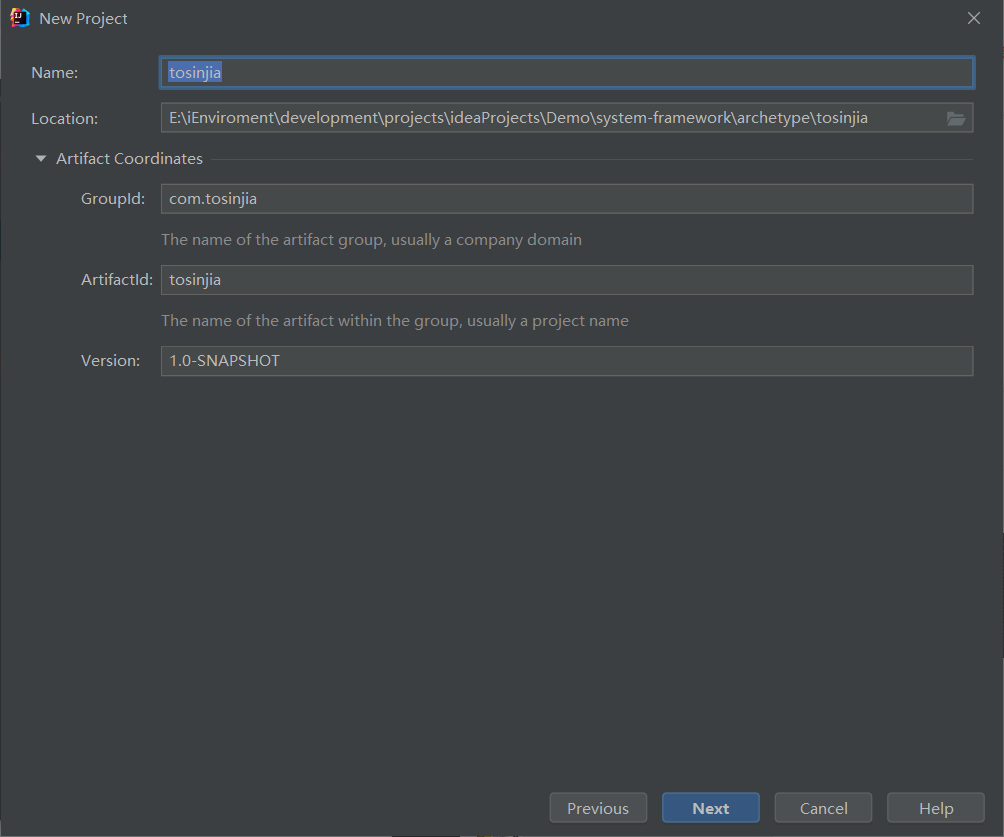 New Project
Name: tosinjia
Location: E:\iEnviroment\development\projects\ideaProjects\Demo\system-framework\archetype\tosinjia
Artifact Coordinates
GroupId: com.tosinjia
The name of the artifact group, usually a company domain
ArtifactId: tosinjia
The name of the artifact within the group, usually a project name
Version: 1.0-SNAPSHOT
Previous Next Cancel Help